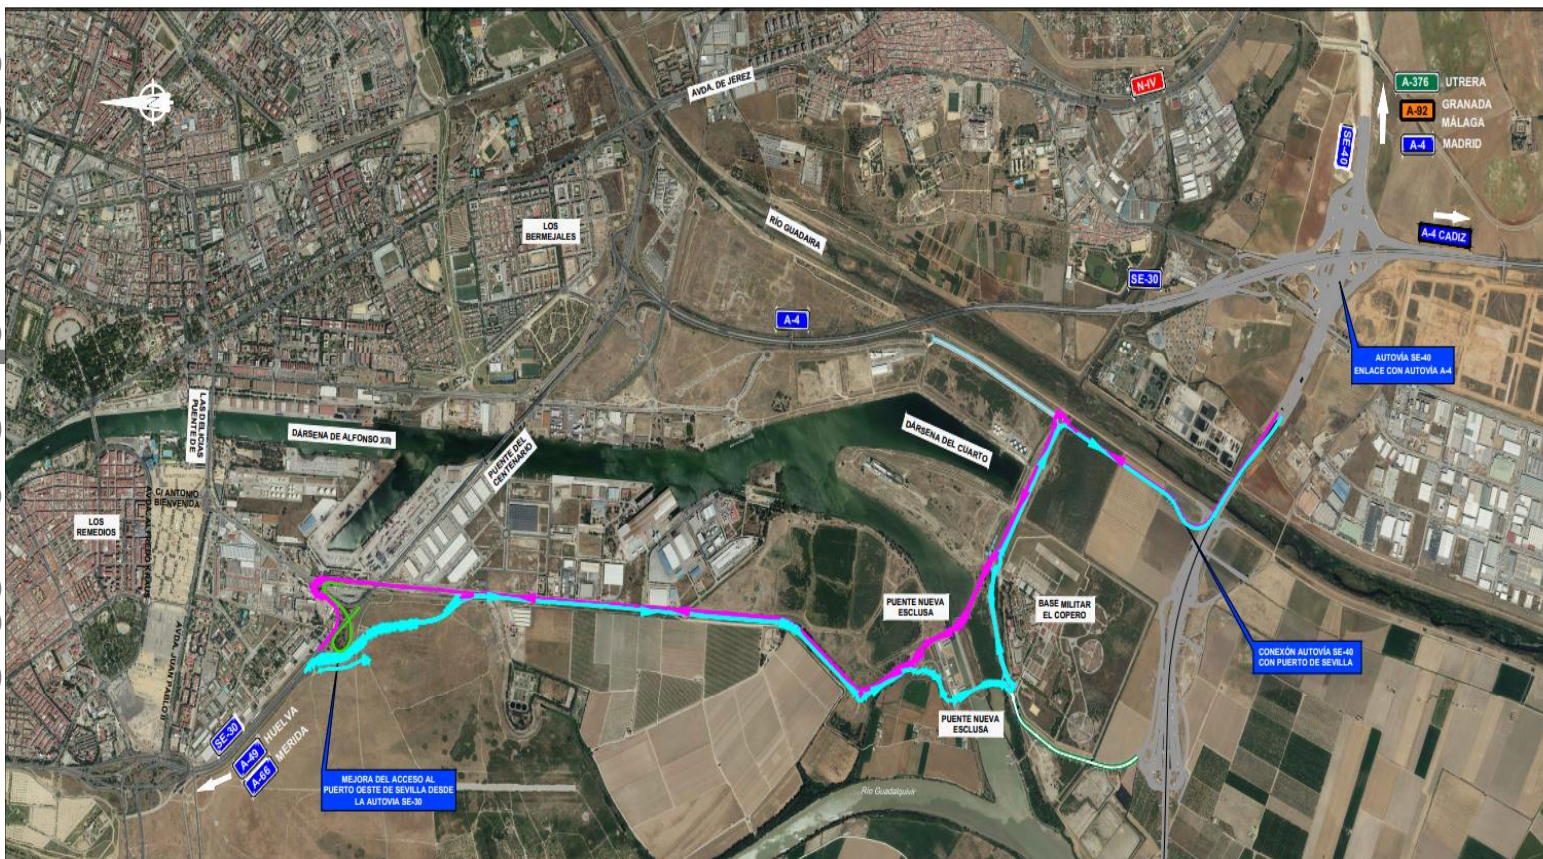 AVDA. DE JEREZ
N-IV
A-376 UTRERA
A-92 GRANADA
MÁLAGA
A-4 MADRID
SE-40
A-4 CADIZ
LOS
BERMEJALES
RÍO GUADAIRA
SE-30
A-4
AUTOVÍA SE-40
ENLACE CON AUTOVÍA A-4
PUENTE DE
LAS DELICIAS
DÁRSENA DE ALFONSO XIII
PUENTE DEL
CENTENARIO
DÁRSENA DEL CUARTO
C/ ANTONIO
BIENVENIDA
LOS
REMEDIOS
AVDA. JUAN PABLO II
PUENTE NUEVA
ESCLUSA
BASE MILITAR
EL COPERO
CONEXÓN AUTOVÍA SE-40
CON PUERTO DE SEVILLA
PUENTE NUEVA
ESCLUSA
SE-30
A-49 HUELVA
A-66 MERIDA
MEJORA DEL ACCESO AL
PUERTO OESTE DE SEVILLA DESDE
LA AUTOVIA SE-30
Río Guadalquivir